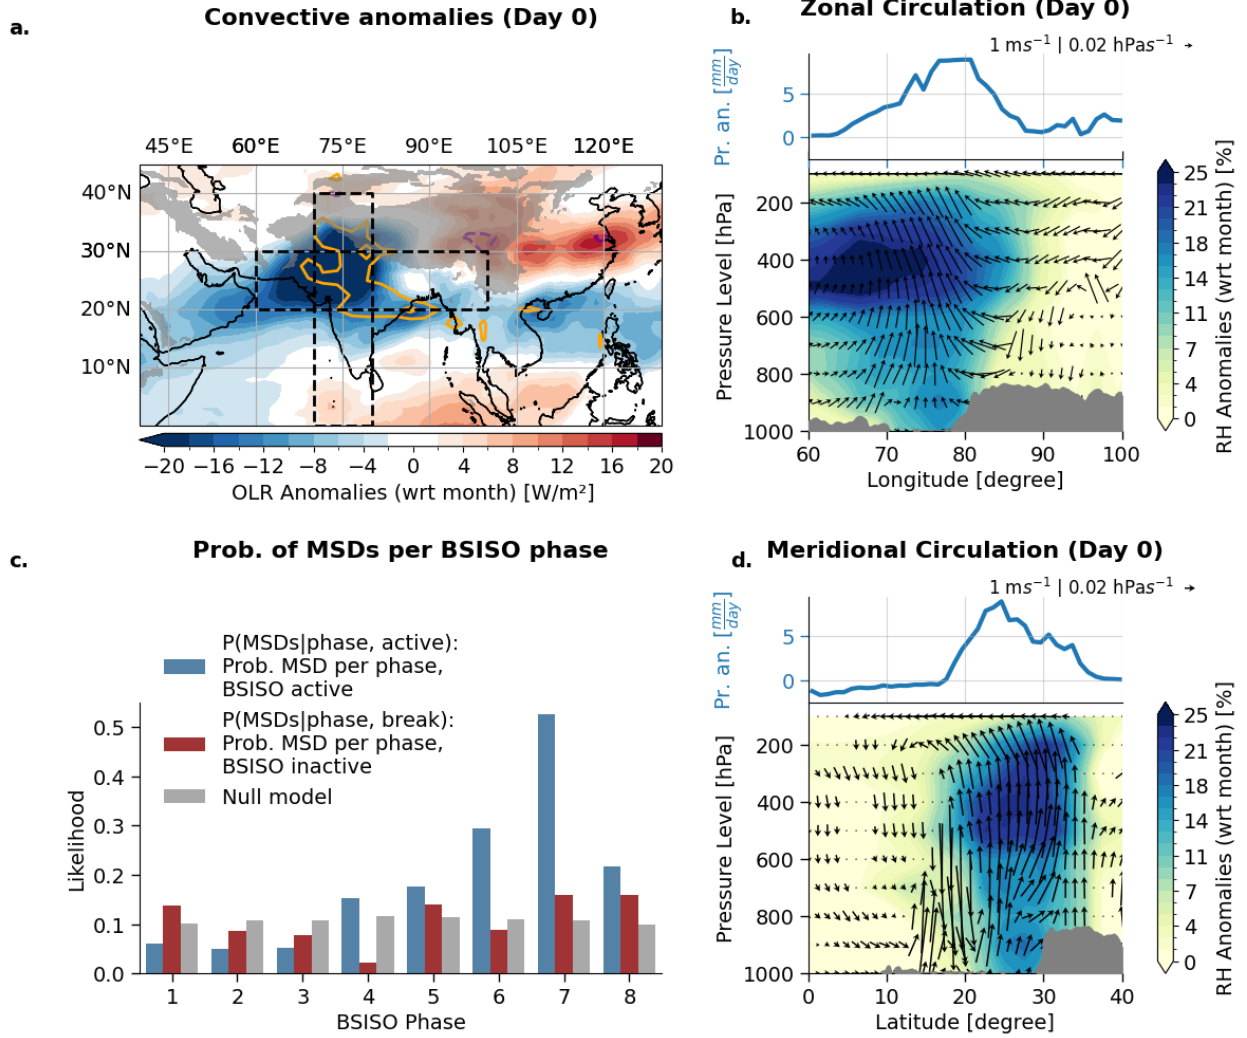 a.
Convective anomalies (Day 0)
45°E 60°E 75°E 90°E 105°E 120°E
40°N
30°N
20°N
10°N
−20 −16 −12 −8 −4 0 4 8 12 16 20
OLR Anomalies (wrt month) [W/m²]
b.
Zonal Circulation (Day 0)
1 ms⁻¹ | 0.02 hPas⁻¹
Pr. an. [mm/day]
5
0
Pressure Level [hPa]
200
400
600
800
1000
60 70 80 90 100
Longitude [degree]
25
21
18
14
11
7
4
0
RH Anomalies (wrt month) [%]
c.
Prob. of MSDs per BSISO phase
P(MSDs|phase, active):
Prob. MSD per phase,
BSISO active
P(MSDs|phase, break):
Prob. MSD per phase,
BSISO inactive
Null model
Likelihood
0.5
0.4
0.3
0.2
0.1
0.0
1 2 3 4 5 6 7 8
BSISO Phase
d.
Meridional Circulation (Day 0)
1 ms⁻¹ | 0.02 hPas⁻¹
Pr. an. [mm/day]
5
0
Pressure Level [hPa]
200
400
600
800
1000
0 10 20 30 40
Latitude [degree]
25
21
18
14
11
7
4
0
RH Anomalies (wrt month) [%]